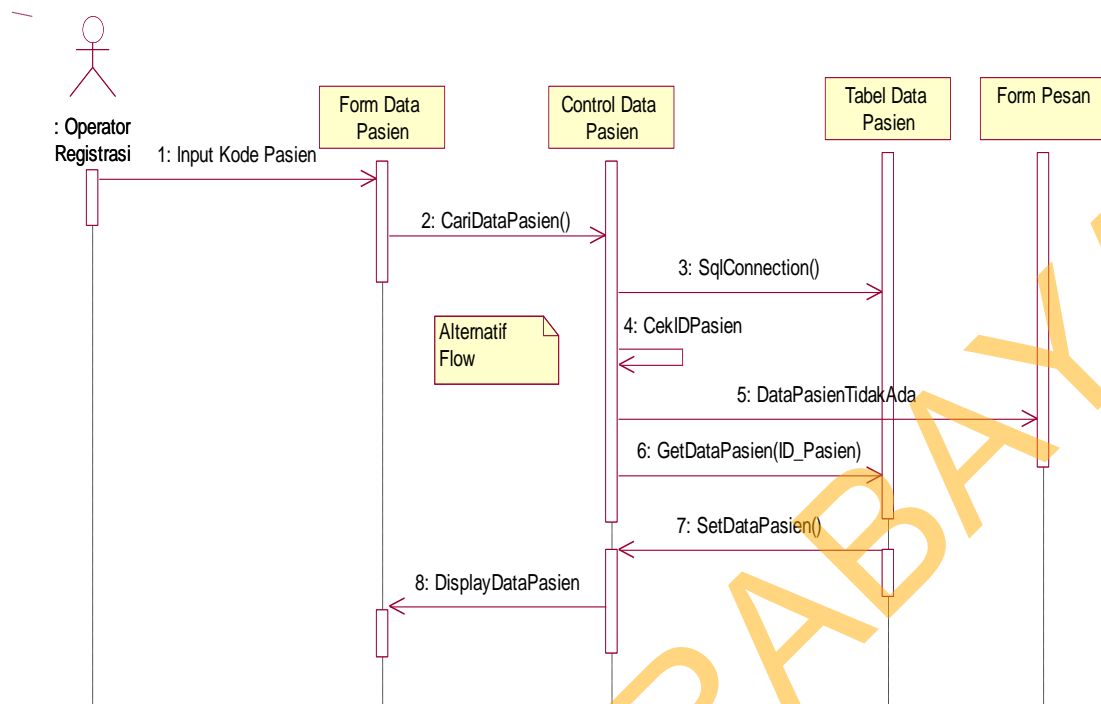 : Operator
Registrasi
Form Data
Pasien
Control Data
Pasien
Tabel Data
Pasien
Form Pesan
1: Input Kode Pasien
2: CariDataPasien()
3: SqlConnection()
Alternatif
Flow
4: CekIDPasien
5: DataPasienTidakAda
6: GetDataPasien(ID_Pasien)
7: SetDataPasien()
8: DisplayDataPasien
RABAYA